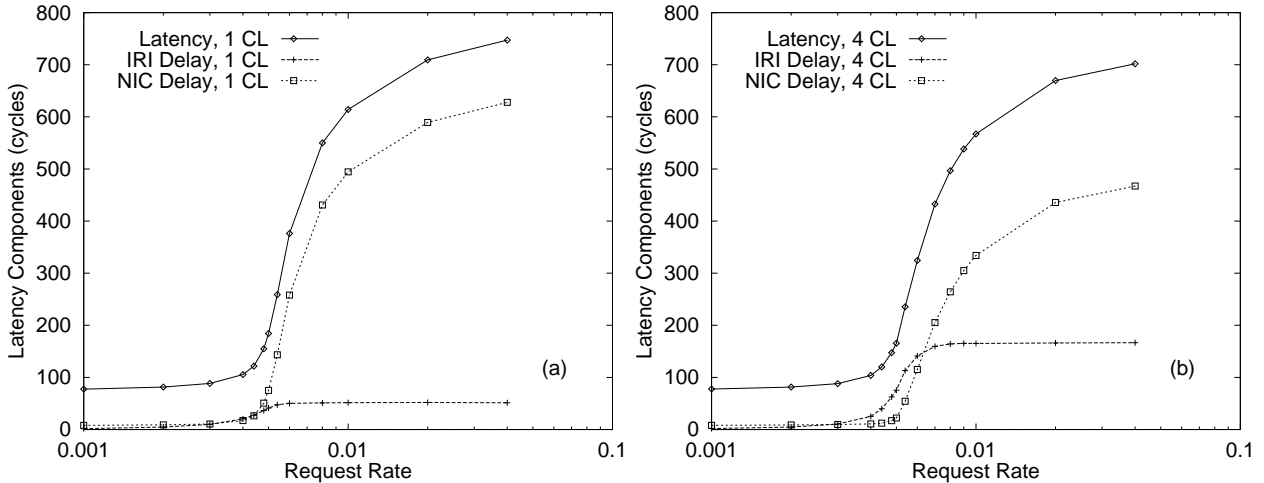 800
700
600
500
400
300
200
100
0
0.001
0.01
0.1
Latency Components (cycles)
Request Rate
Latency, 1 CL
IRI Delay, 1 CL
NIC Delay, 1 CL
(a)
800
700
600
500
400
300
200
100
0
0.001
0.01
0.1
Latency Components (cycles)
Request Rate
Latency, 4 CL
IRI Delay, 4 CL
NIC Delay, 4 CL
(b)